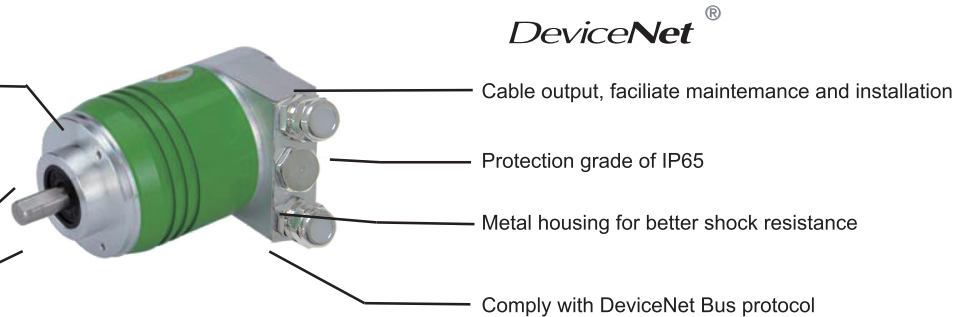 DeviceNet ®
Cable output, faciliate maintemance and installation
Protection grade of IP65
Metal housing for better shock resistance
Comply with DeviceNet Bus protocol